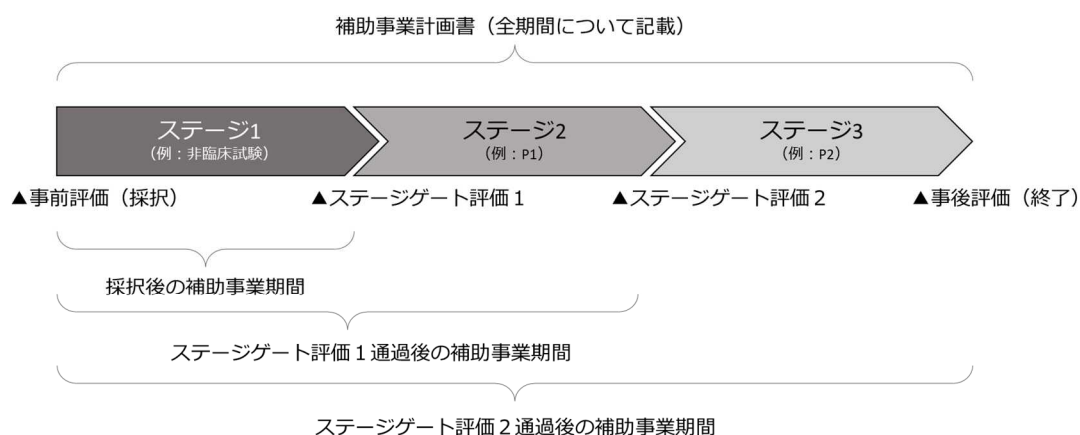 補助事業計画書（全期間について記載）
ステージ1
（例：非臨床試験）
ステージ2
（例：P1）
ステージ3
（例：P2）
▲事前評価（採択）
▲ステージゲート評価１
▲ステージゲート評価２
▲事後評価（終了）
採択後の補助事業期間
ステージゲート評価１通過後の補助事業期間
ステージゲート評価２通過後の補助事業期間